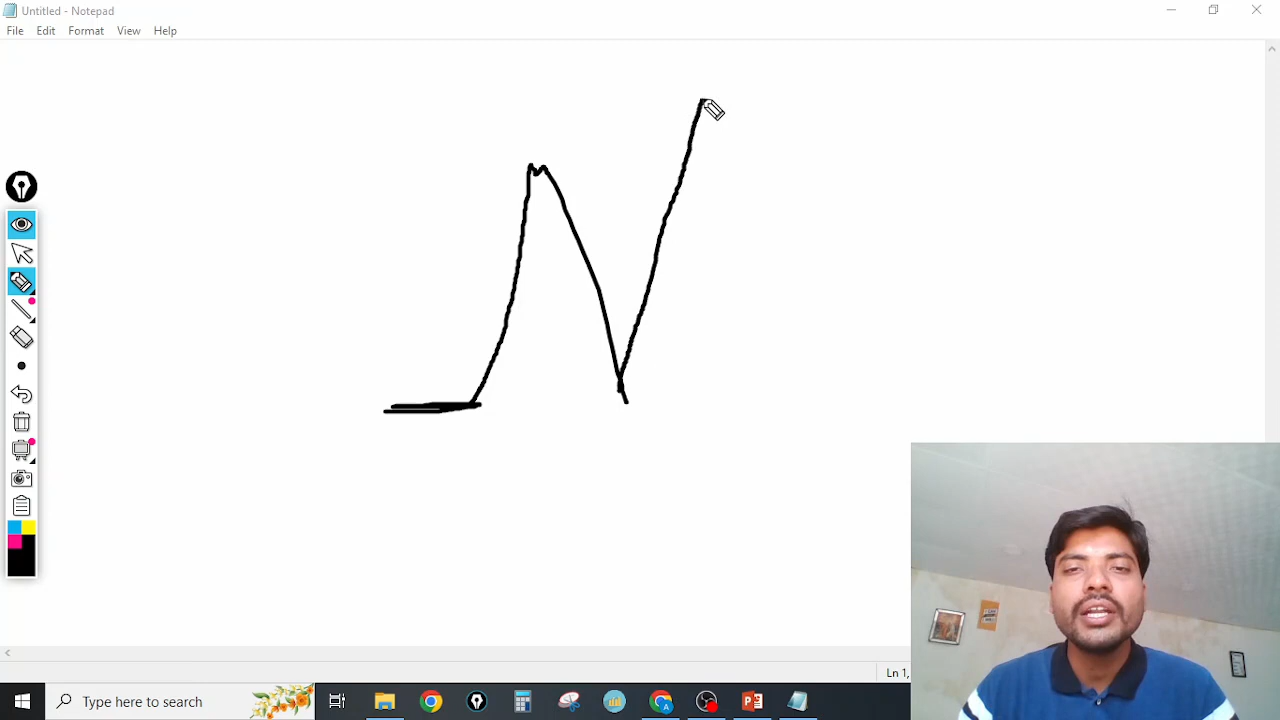 Untitled - Notepad
File Edit Format View Help
Ln 1,
Type here to search